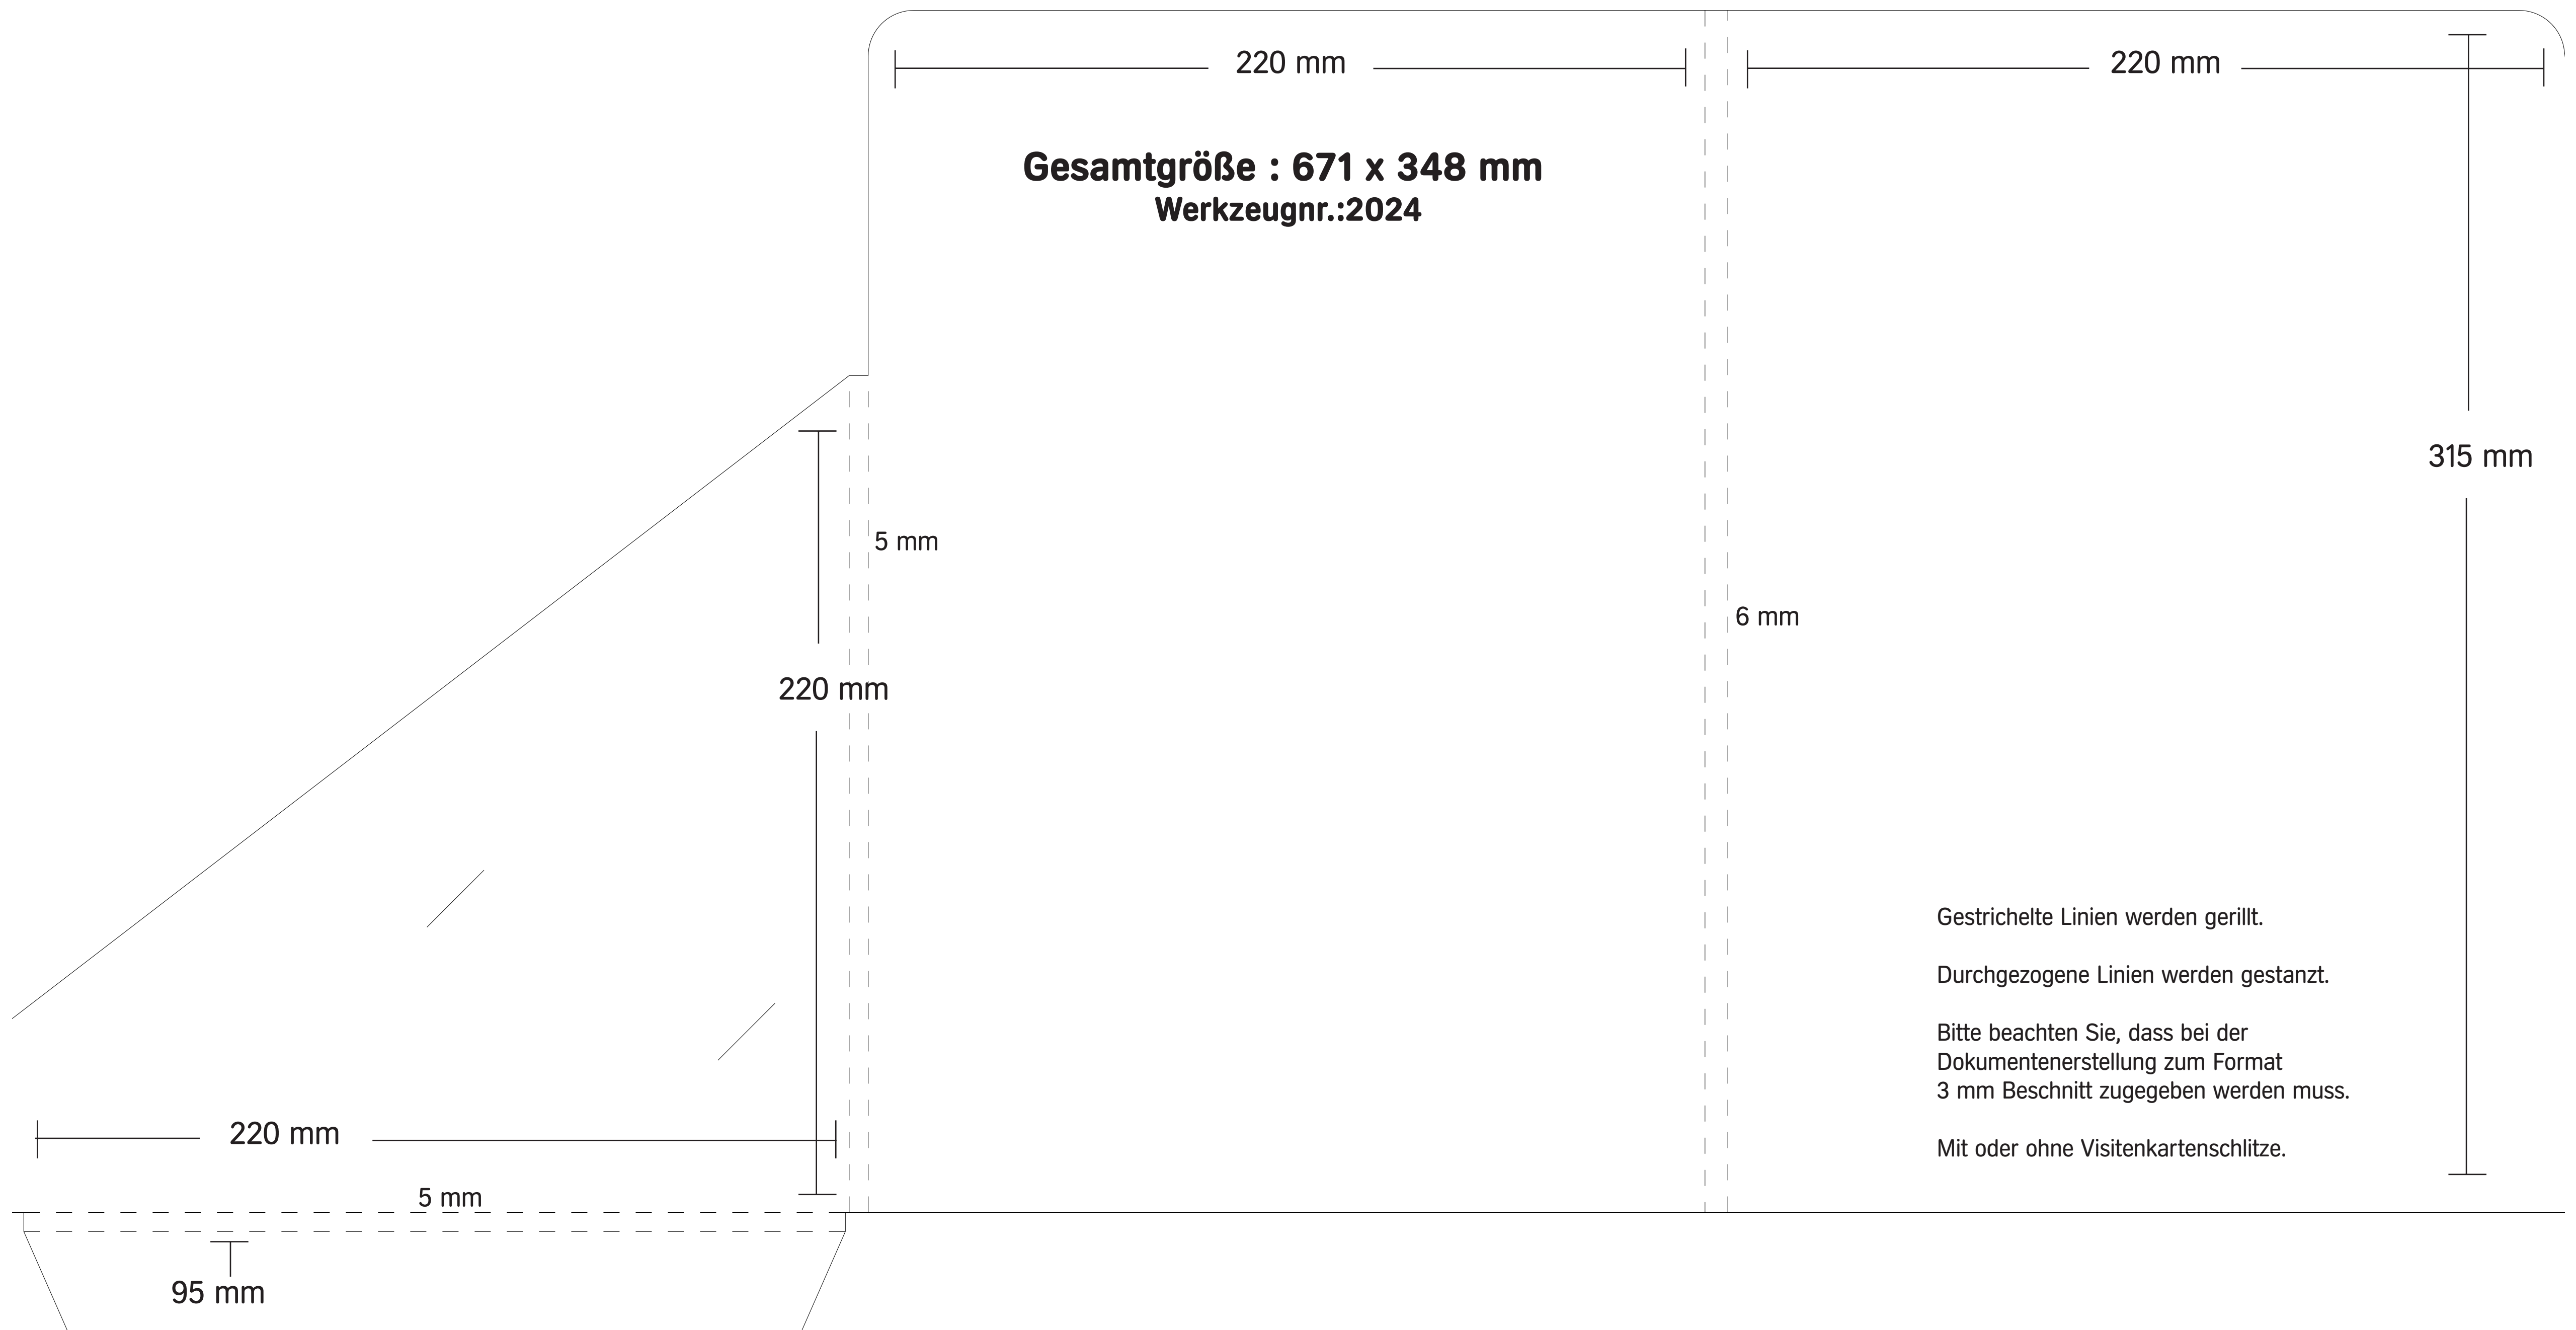 220 mm
220 mm
Gesamtgröße : 671 x 348 mm
Werkzeugnr.:2024
315 mm
5 mm
6 mm
220 mm
Gestrichelte Linien werden gerillt.
Durchgezogene Linien werden gestanzt.
Bitte beachten Sie, dass bei der
Dokumentenerstellung zum Format
3 mm Beschnitt zugegeben werden muss.
Mit oder ohne Visitenkartenschlitze.
220 mm
5 mm
95 mm